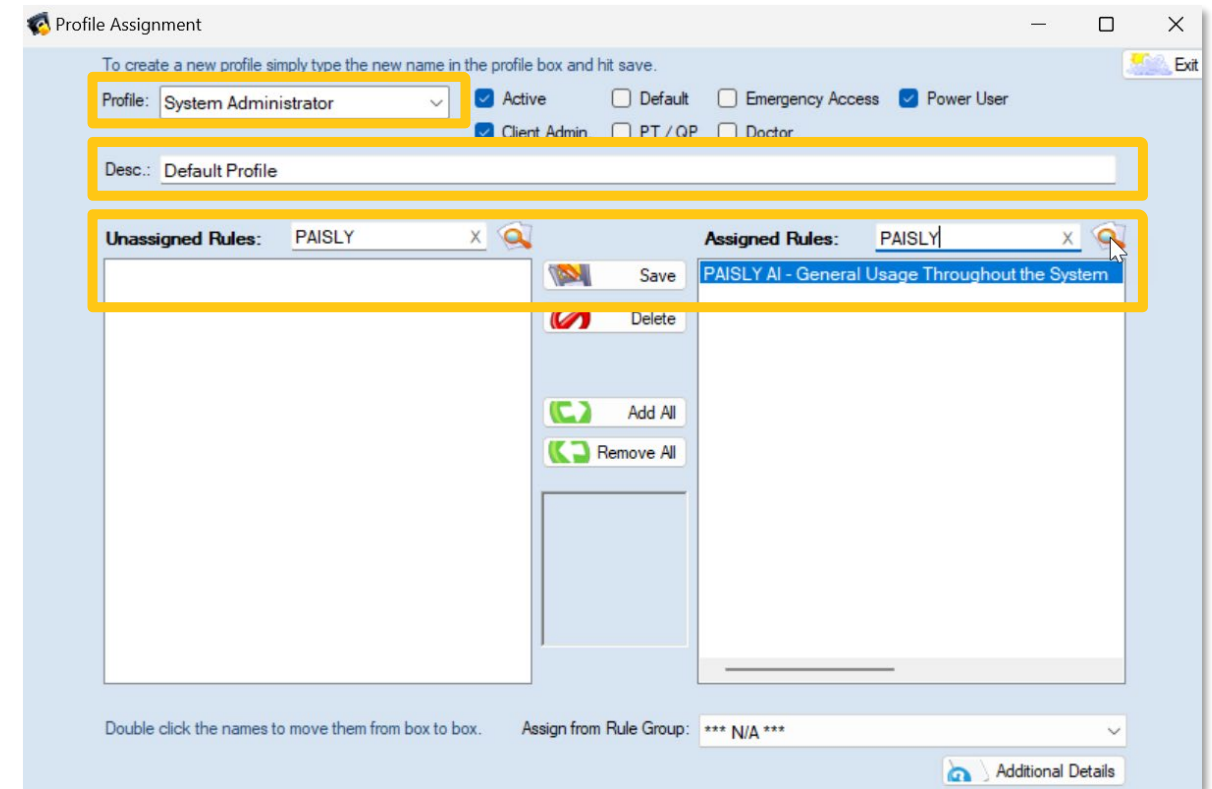 Profile Assignment
To create a new profile simply type the new name in the profile box and hit save.
Exit
Profile: System Administrator
Active Default Emergency Access Power User
Client Admin PT / QP Doctor
Desc.: Default Profile
Unassigned Rules: PAISLY X
Assigned Rules: PAISLY X
Save
PAISLY AI - General Usage Throughout the System
Delete
Add All
Remove All
Double click the names to move them from box to box.
Assign from Rule Group: *** N/A ***
Additional Details